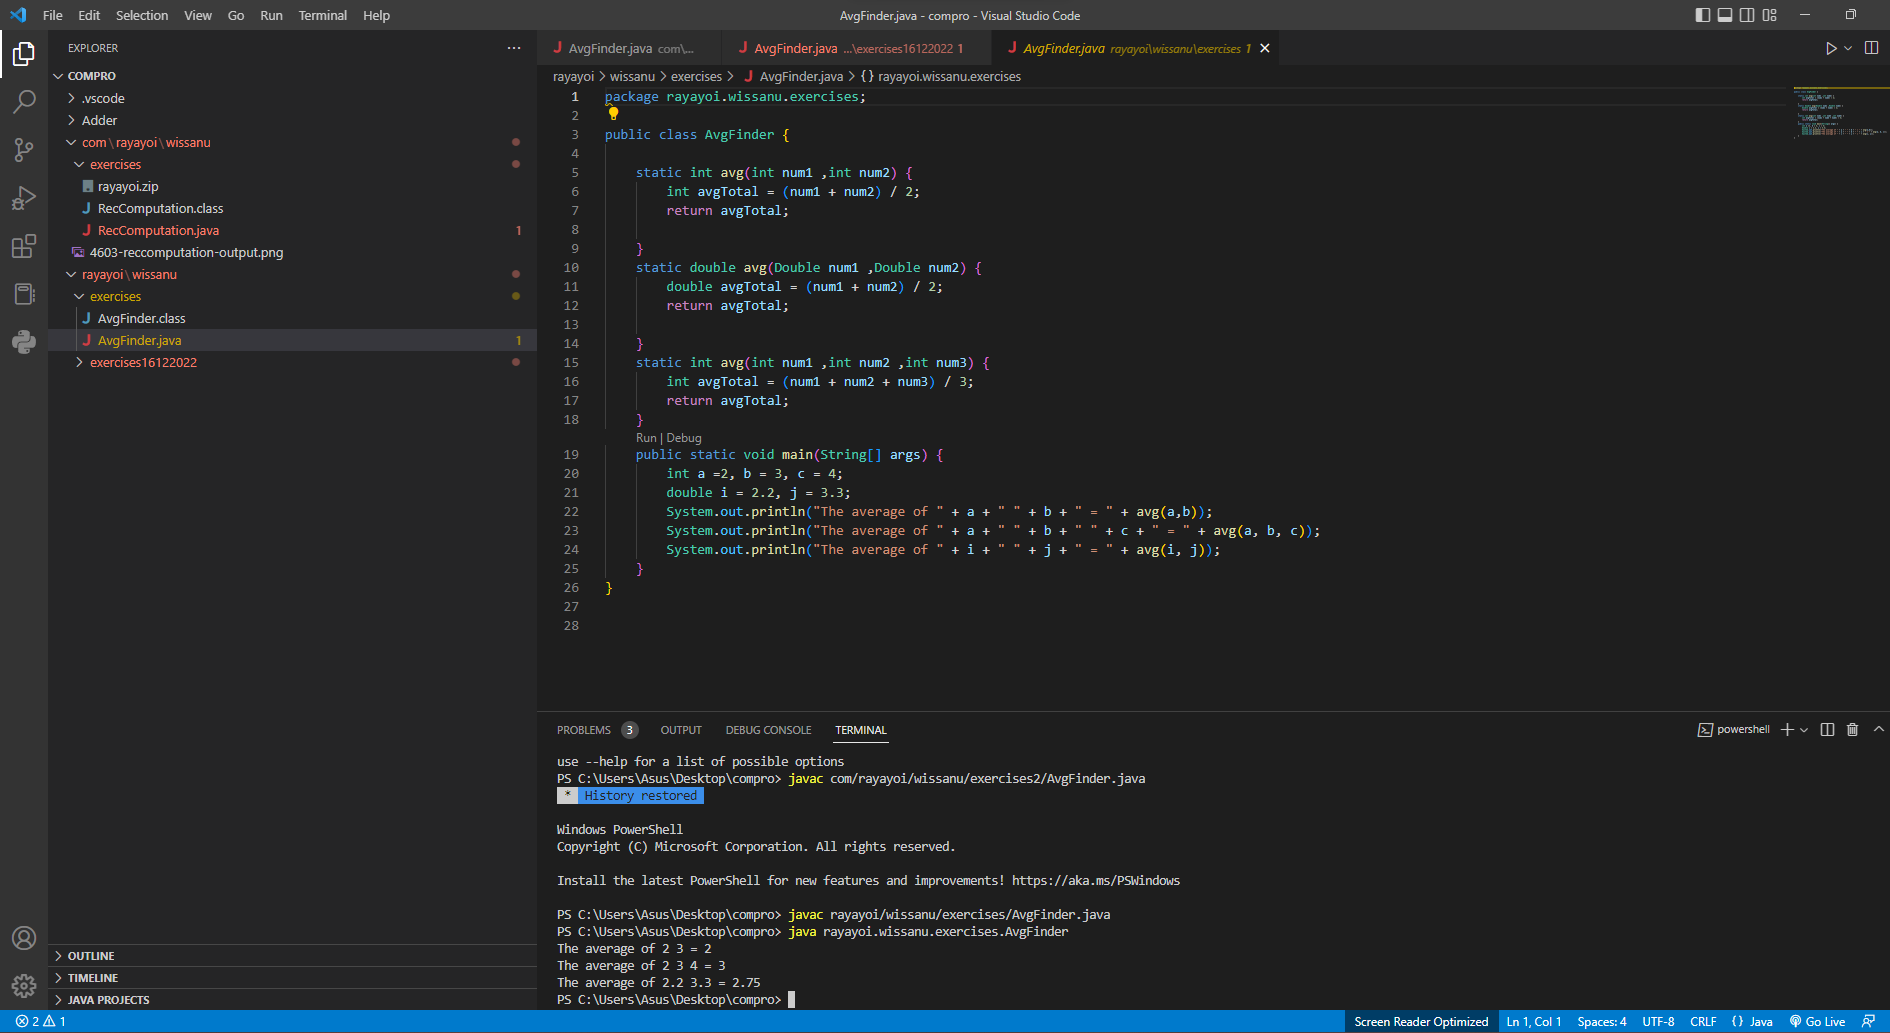 File Edit Selection View Go Run Terminal Help
AvgFinder.java - compro - Visual Studio Code
EXPLORER
COMPRO
.vscode
Adder
com\rayayoi\wissanu
exercises
rayayoi.zip
RecComputation.class
RecComputation.java 1
4603-reccomputation-output.png
rayayoi\wissanu
exercises
AvgFinder.class
AvgFinder.java 1
exercises16122022
OUTLINE
TIMELINE
JAVA PROJECTS
AvgFinder.java com\... AvgFinder.java ...\exercises16122022 1 AvgFinder.java rayayoi\wissanu\exercises 1
rayayoi > wissanu > exercises > AvgFinder.java > {} rayayoi.wissanu.exercises
1 package rayayoi.wissanu.exercises;
2
3 public class AvgFinder {
4
5 static int avg(int num1 ,int num2) {
6 int avgTotal = (num1 + num2) / 2;
7 return avgTotal;
8
9 }
10 static double avg(Double num1 ,Double num2) {
11 double avgTotal = (num1 + num2) / 2;
12 return avgTotal;
13
14 }
15 static int avg(int num1 ,int num2 ,int num3) {
16 int avgTotal = (num1 + num2 + num3) / 3;
17 return avgTotal;
18 }
Run | Debug
19 public static void main(String[] args) {
20 int a =2, b = 3, c = 4;
21 double i = 2.2, j = 3.3;
22 System.out.println("The average of " + a + " " + b + " = " + avg(a,b));
23 System.out.println("The average of " + a + " " + b + " " + c + " = " + avg(a, b, c));
24 System.out.println("The average of " + i + " " + j + " = " + avg(i, j));
25 }
26 }
27
28
PROBLEMS 3 OUTPUT DEBUG CONSOLE TERMINAL
powershell
use --help for a list of possible options
PS C:\Users\Asus\Desktop\compro> javac com/rayayoi/wissanu/exercises2/AvgFinder.java
* History restored
Windows PowerShell
Copyright (C) Microsoft Corporation. All rights reserved.
Install the latest PowerShell for new features and improvements! https://aka.ms/PSWindows
PS C:\Users\Asus\Desktop\compro> javac rayayoi/wissanu/exercises/AvgFinder.java
PS C:\Users\Asus\Desktop\compro> java rayayoi.wissanu.exercises.AvgFinder
The average of 2 3 = 2
The average of 2 3 4 = 3
The average of 2.2 3.3 = 2.75
PS C:\Users\Asus\Desktop\compro>
2 1
Screen Reader Optimized Ln 1, Col 1 Spaces: 4 UTF-8 CRLF {} Java Go Live